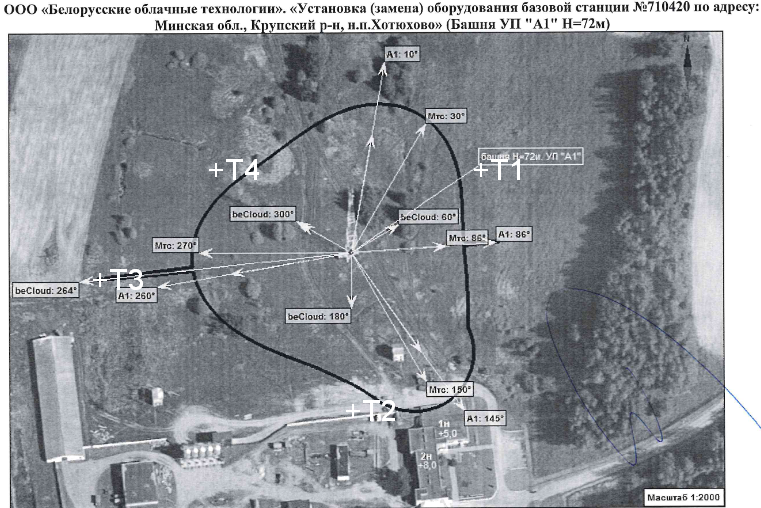 ООО «Белорусские облачные технологии». «Установка (замена) оборудования базовой станции №710420 по адресу:
Минская обл., Крупский р-н, н.п.Хотюхово» (Башня УП "А1" Н=72м)
А1: 10°
Мтс: 30°
+Т4
башня Н=72м. УП "А1"
+Т1
beCloud: 300°
beCloud: 60°
Мтс: 270°
Мтс: 86°
А1: 86°
+Т3
beCloud: 264°
А1: 260°
beCloud: 180°
Мтс: 150°
+Т2
А1: 145°
1н
+5,0
2н
+8,0
Масштаб 1:2000